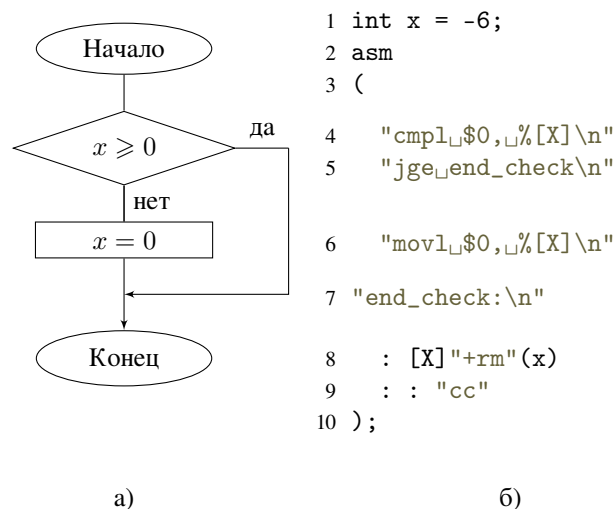 Начало
x ⩾ 0
да
нет
x = 0
Конец
а)
1 int x = -6;
2 asm
3 (
4 "cmpl␣$0,␣%[X]\n"
5 "jge␣end_check\n"
6 "movl␣$0,␣%[X]\n"
7 "end_check:\n"
8 : [X]"+rm"(x)
9 : : "cc"
10 );
б)